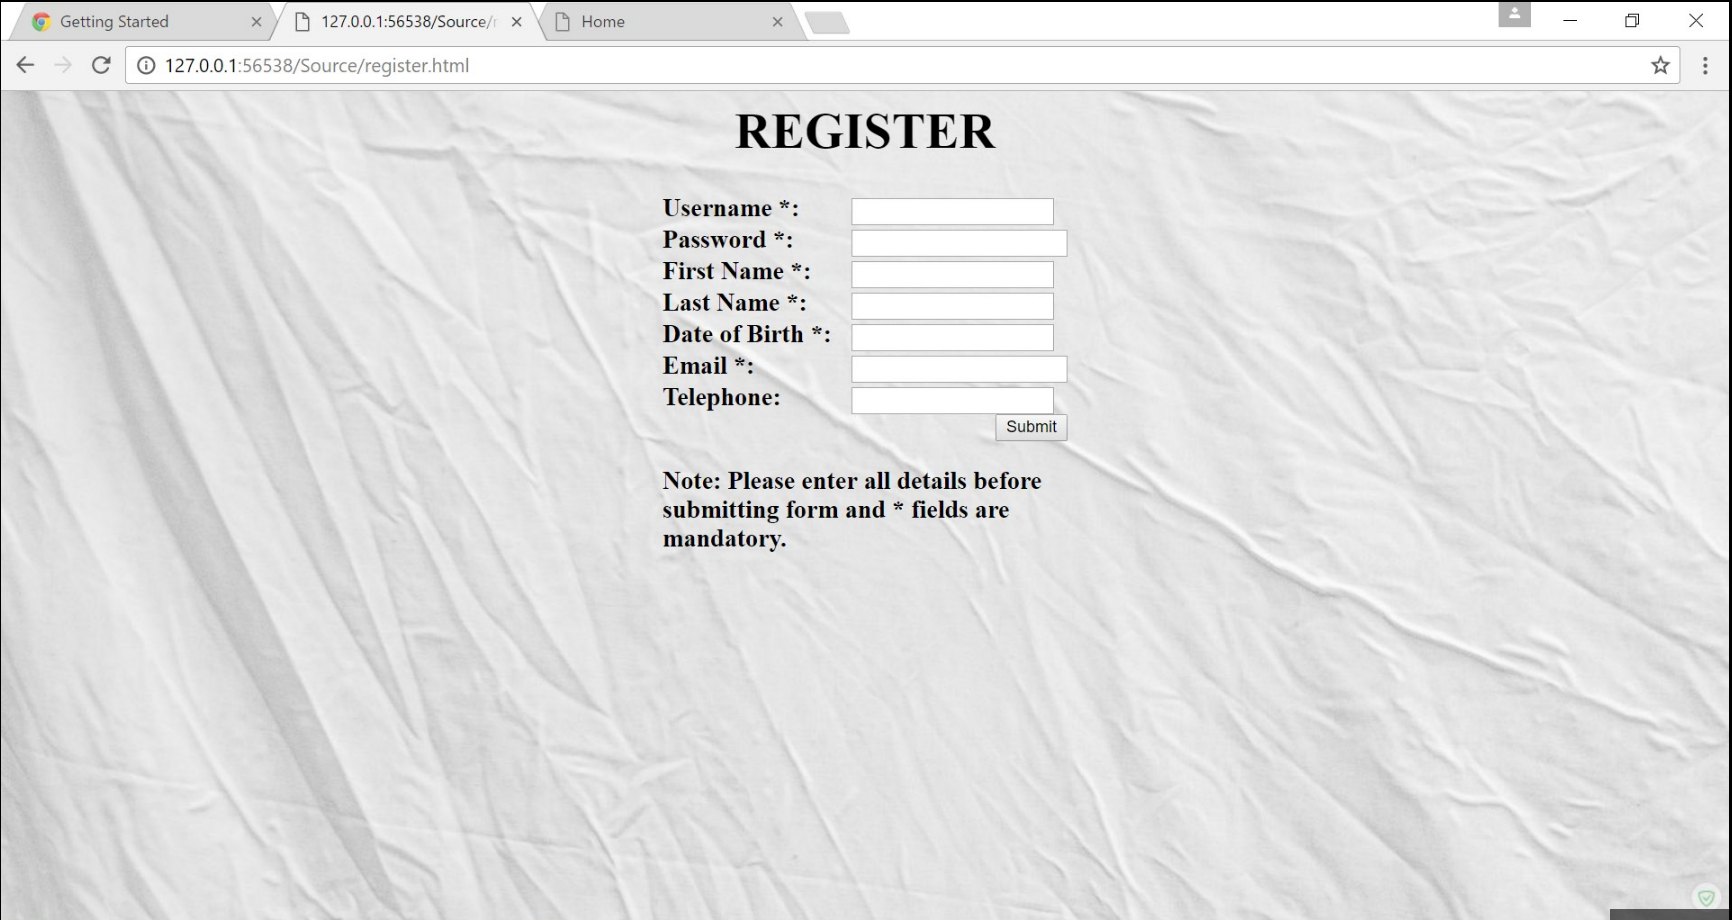 Getting Started
127.0.0.1:56538/Source/r
Home
127.0.0.1:56538/Source/register.html
REGISTER
Username *:
Password *:
First Name *:
Last Name *:
Date of Birth *:
Email *:
Telephone:
Submit
Note: Please enter all details before
submitting form and * fields are
mandatory.